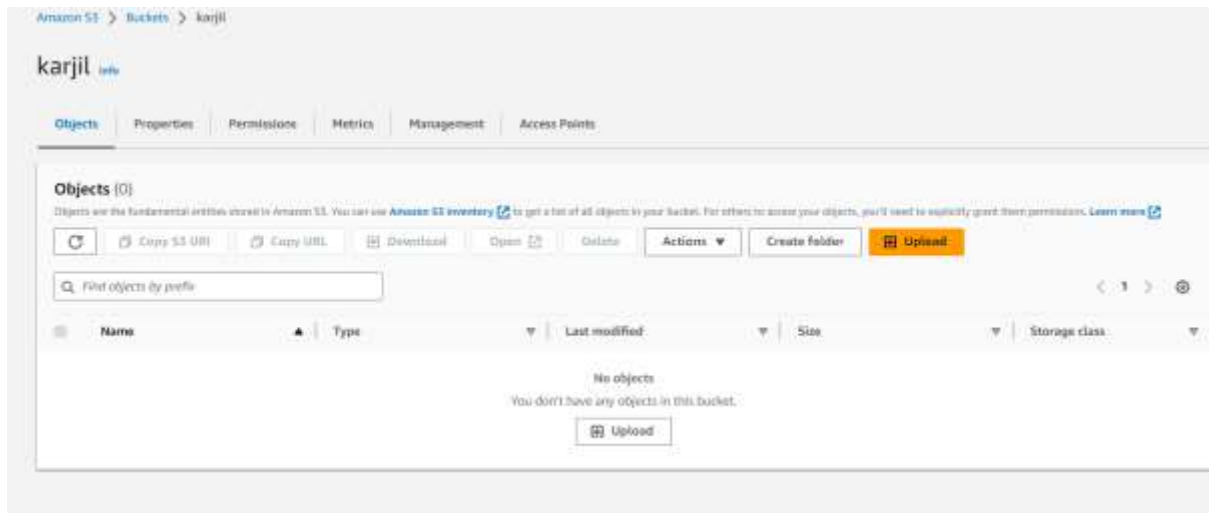 Amazon S3 > Buckets > karjil
karjil Info
Objects Properties Permissions Metrics Management Access Points
Objects (0)
Objects are the fundamental entities stored in Amazon S3. You can use Amazon S3 inventory to get a list of all objects in your bucket. For others to access your objects, you'll need to explicitly grant them permissions. Learn more
Copy S3 URI Copy URL Download Open Delete Actions Create folder Upload
Find objects by prefix
< 1 >
Name Type Last modified Size Storage class
No objects
You don't have any objects in this bucket.
Upload